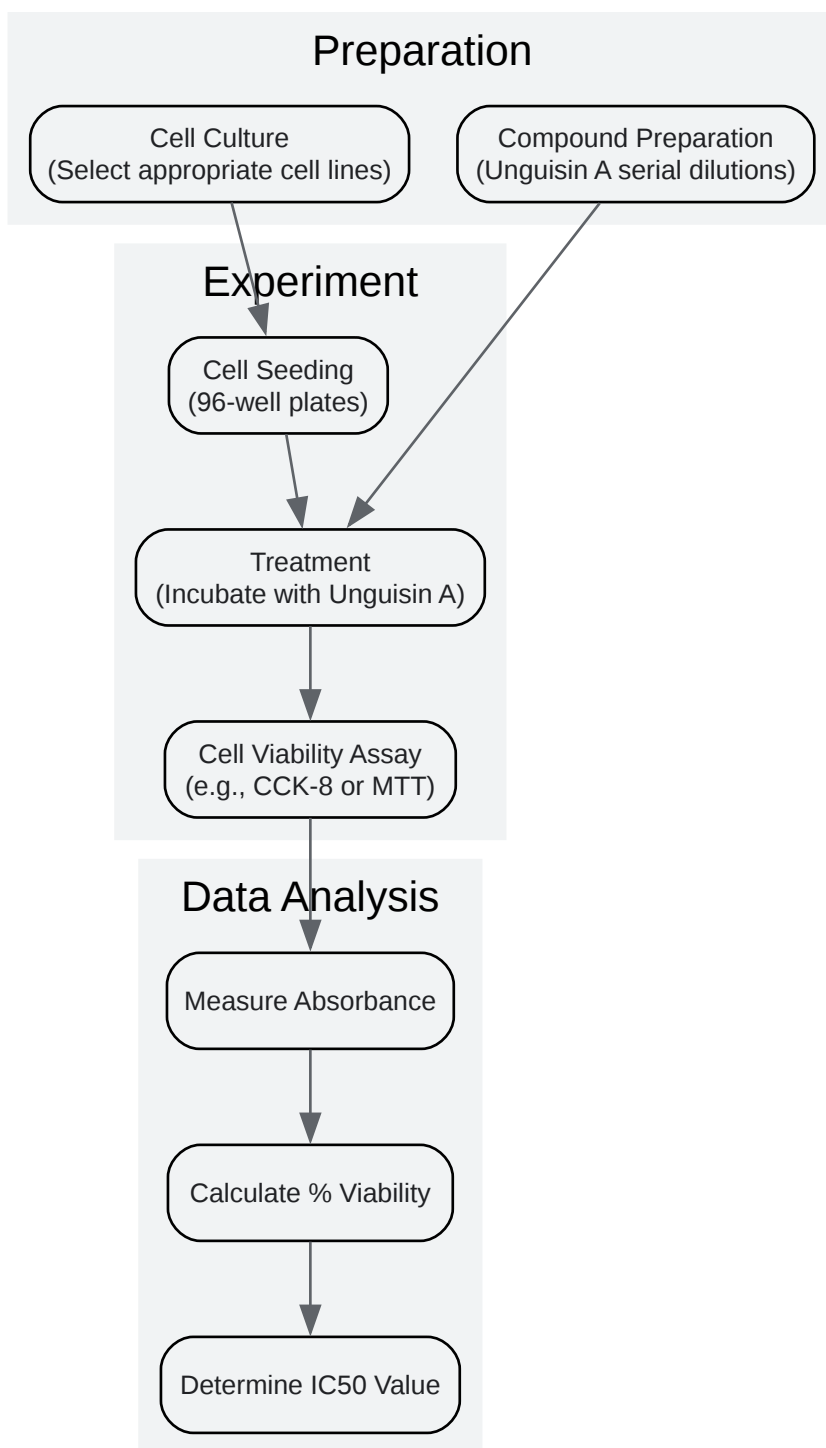 Preparation
Cell Culture
(Select appropriate cell lines)
Compound Preparation
(Unguisin A serial dilutions)
Experiment
Cell Seeding
(96-well plates)
Treatment
(Incubate with Unguisin A)
Cell Viability Assay
(e.g., CCK-8 or MTT)
Data Analysis
Measure Absorbance
Calculate % Viability
Determine IC50 Value